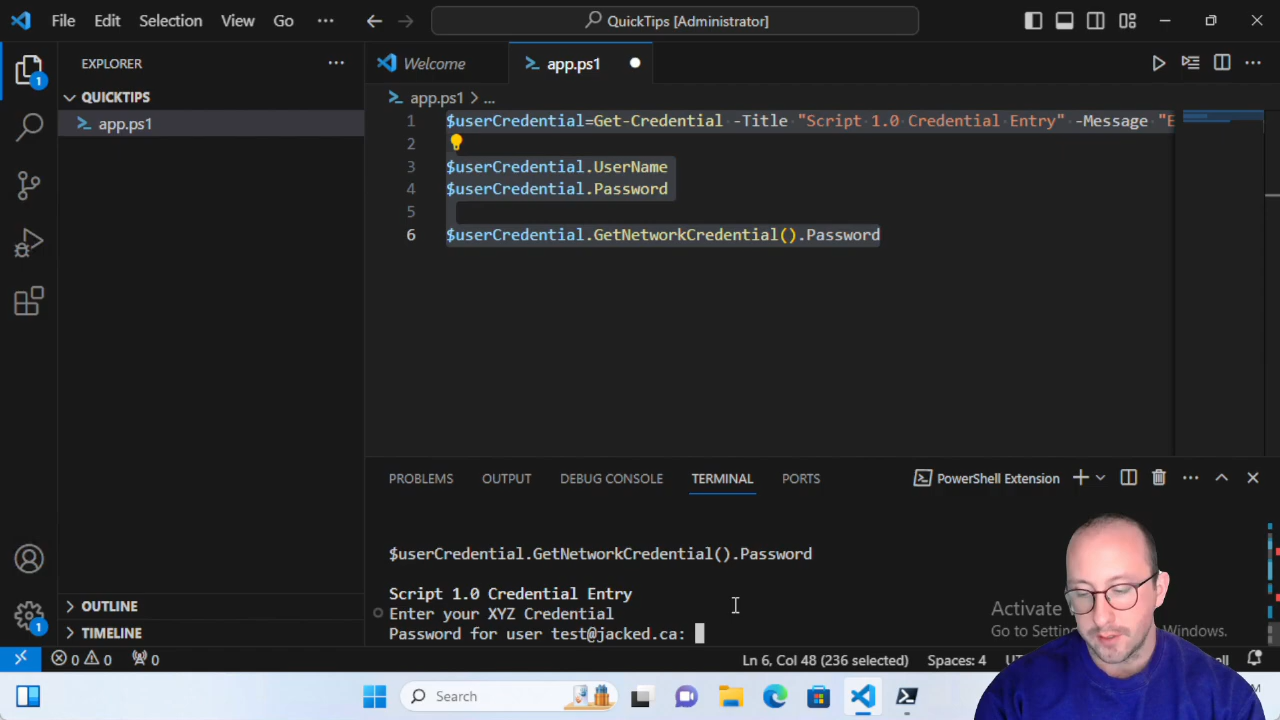 File Edit Selection View Go ··· QuickTips [Administrator]
EXPLORER ···
QUICKTIPS
app.ps1
Welcome app.ps1
app.ps1 > ...
1 $userCredential=Get-Credential -Title "Script 1.0 Credential Entry" -Message "E
2
3 $userCredential.UserName
4 $userCredential.Password
5
6 $userCredential.GetNetworkCredential().Password
PROBLEMS OUTPUT DEBUG CONSOLE TERMINAL PORTS PowerShell Extension
$userCredential.GetNetworkCredential().Password
Script 1.0 Credential Entry
Enter your XYZ Credential
Password for user test@jacked.ca:
Activate
Go to Windows.
OUTLINE
TIMELINE
1
1
0 0 0 Ln 6, Col 48 (236 selected) Spaces: 4
Search